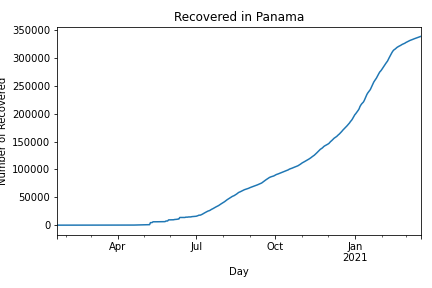 Recovered in Panama
Number of Recovered
350000
300000
250000
200000
150000
100000
50000
0
Apr
Jul
Oct
Jan
2021
Day